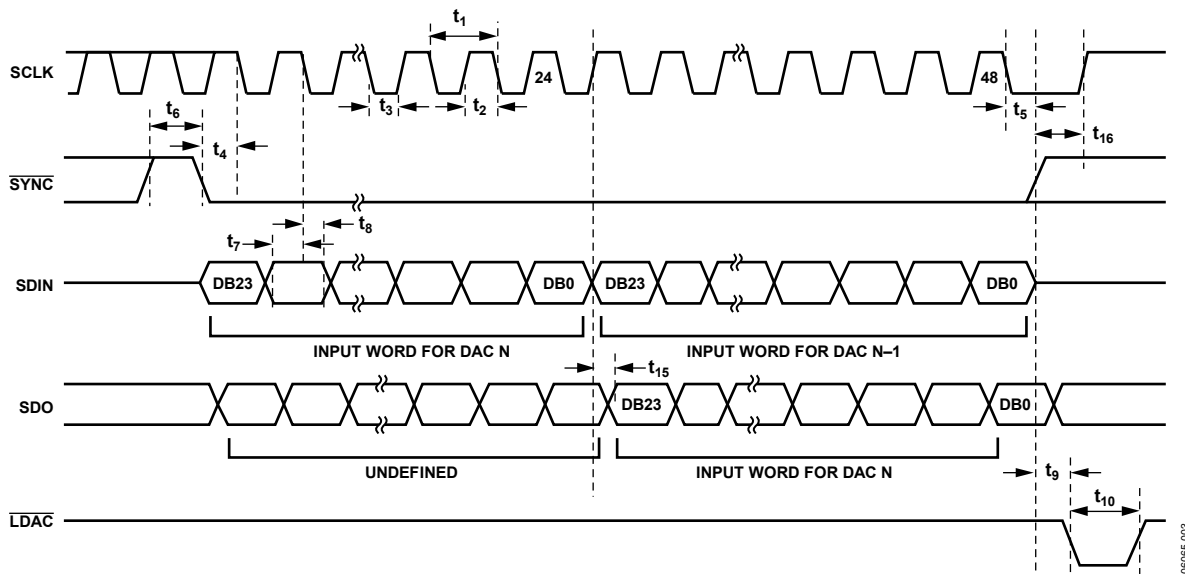 t1
SCLK
24
48
t3
t2
t5
t6
t4
t16
SYNC
t8
t7
SDIN
DB23
DB0
DB23
DB0
INPUT WORD FOR DAC N
INPUT WORD FOR DAC N–1
t15
SDO
DB23
DB0
UNDEFINED
INPUT WORD FOR DAC N
t9
t10
LDAC
06065-003